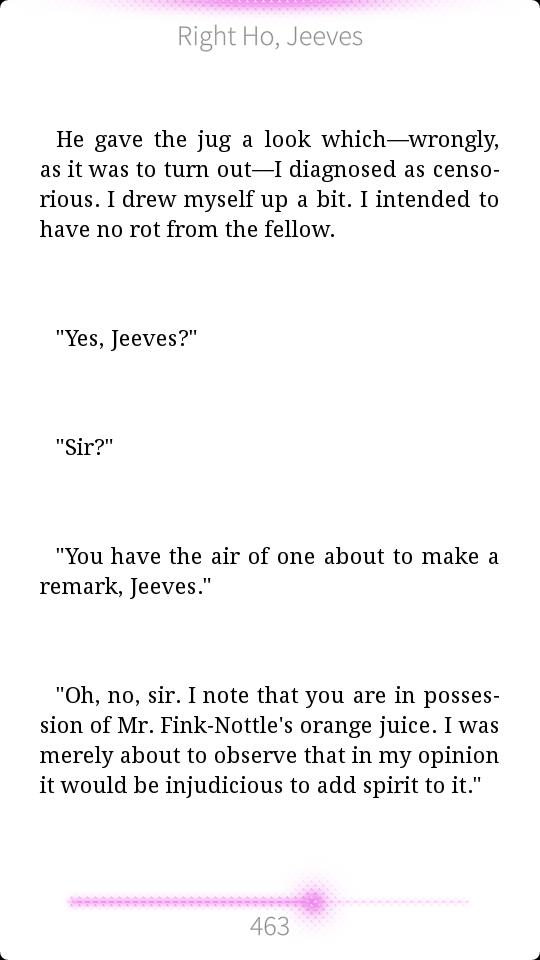 Right Ho, Jeeves
He gave the jug a look which—wrongly,
as it was to turn out—I diagnosed as censo-
rious. I drew myself up a bit. I intended to
have no rot from the fellow.
"Yes, Jeeves?"
"Sir?"
"You have the air of one about to make a
remark, Jeeves."
"Oh, no, sir. I note that you are in posses-
sion of Mr. Fink-Nottle's orange juice. I was
merely about to observe that in my opinion
it would be injudicious to add spirit to it."
463